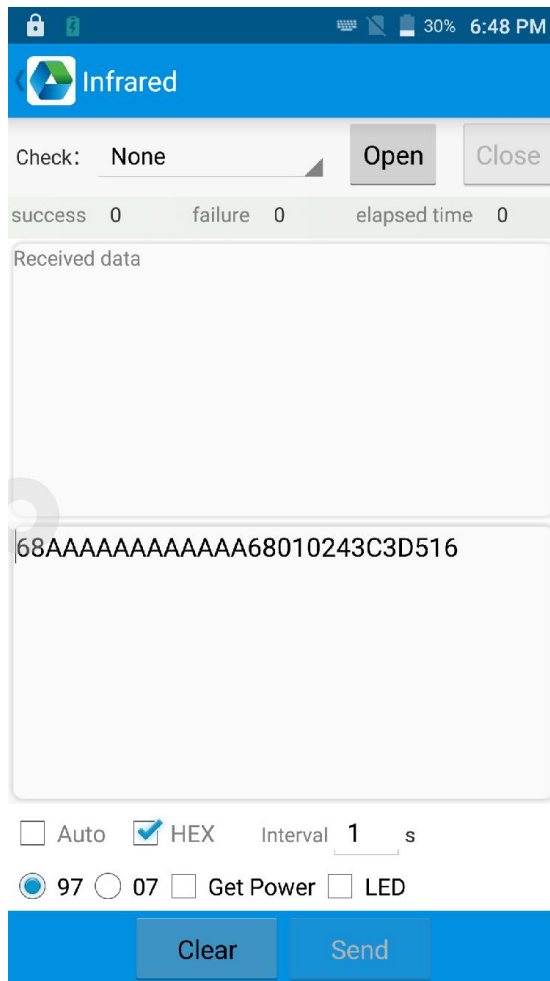 30% 6:48 PM
Infrared
Check: None Open Close
success 0 failure 0 elapsed time 0
Received data
68AAAAAAAAAAAA68010243C3D516
Auto HEX Interval 1 s
97 07 Get Power LED
Clear Send